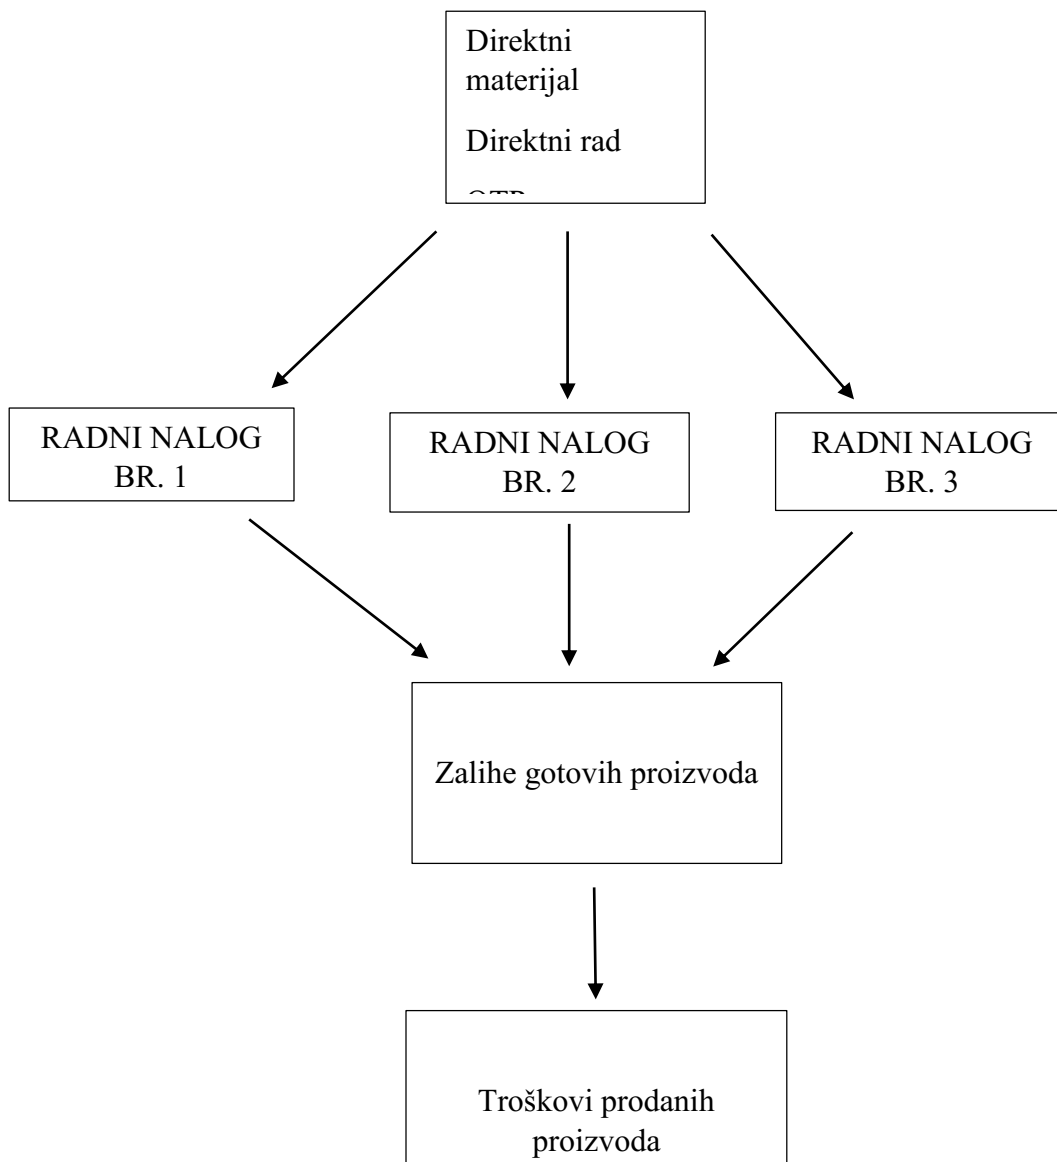 Direktni
materijal
Direktni rad
RADNI NALOG
BR. 1
RADNI NALOG
BR. 2
RADNI NALOG
BR. 3
Zalihe gotovih proizvoda
Troškovi prodanih
proizvoda